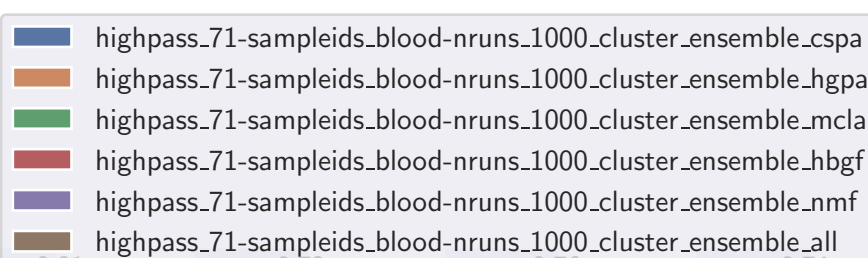 highpass_71-sampleids_blood-nruns_1000_cluster_ensemble_cspa
highpass_71-sampleids_blood-nruns_1000_cluster_ensemble_hgpa
highpass_71-sampleids_blood-nruns_1000_cluster_ensemble_mcla
highpass_71-sampleids_blood-nruns_1000_cluster_ensemble_hbgf
highpass_71-sampleids_blood-nruns_1000_cluster_ensemble_nmf
highpass_71-sampleids_blood-nruns_1000_cluster_ensemble_all